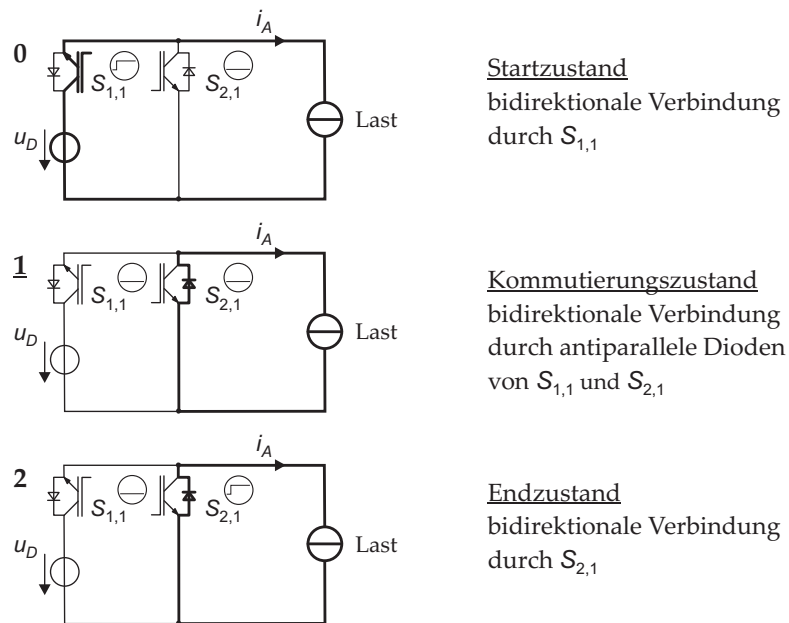 0
i_A
S_1,1
S_2,1
u_D
Last
Startzustand
bidirektionale Verbindung
durch S_1,1
1
i_A
S_1,1
S_2,1
u_D
Last
Kommutierungszustand
bidirektionale Verbindung
durch antiparallele Dioden
von S_1,1 und S_2,1
2
i_A
S_1,1
S_2,1
u_D
Last
Endzustand
bidirektionale Verbindung
durch S_2,1